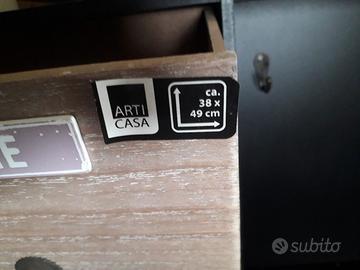 ARTI
CASA
ca.
38 x
49 cm
E
subito